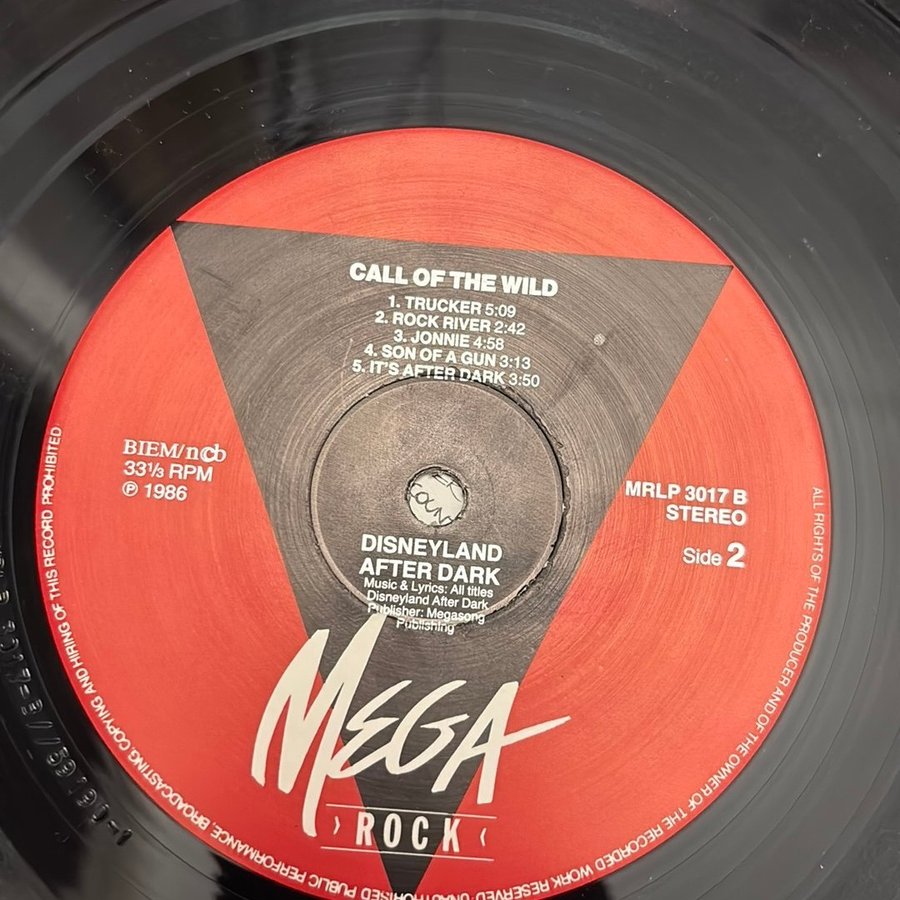 CALL OF THE WILD
1. TRUCKER 5:09
2. ROCK RIVER 2:42
3. JONNIE 4:58
4. SON OF A GUN 3:13
5. IT'S AFTER DARK 3:50
BIEM/ncb
33⅓ RPM
℗ 1986
MRLP 3017 B
STEREO
Side 2
DISNEYLAND
AFTER DARK
Music & Lyrics: All titles
Disneyland After Dark
Publisher: Megasong
Publishing
MEGA
› ROCK ‹
ALL RIGHTS OF THE PRODUCER AND OF THE OWNER OF THE RECORDED WORK RESERVED UNAUTHORISED PUBLIC PERFORMANCE, BROADCASTING, COPYING AND HIRING OF THIS RECORD PROHIBITED